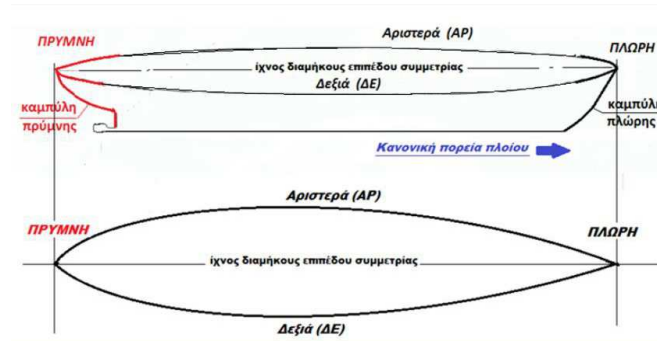 Αριστερά (ΑΡ)
ΠΡΥΜΝΗ
ΠΛΩΡΗ
ίχνος διαμήκους επιπέδου συμμετρίας
Δεξιά (ΔΕ)
καμπύλη
πρύμνης
καμπύλη
πλώρης
Κανονική πορεία πλοίου
Αριστερά (ΑΡ)
ΠΡΥΜΝΗ
ΠΛΩΡΗ
ίχνος διαμήκους επιπέδου συμμετρίας
Δεξιά (ΔΕ)